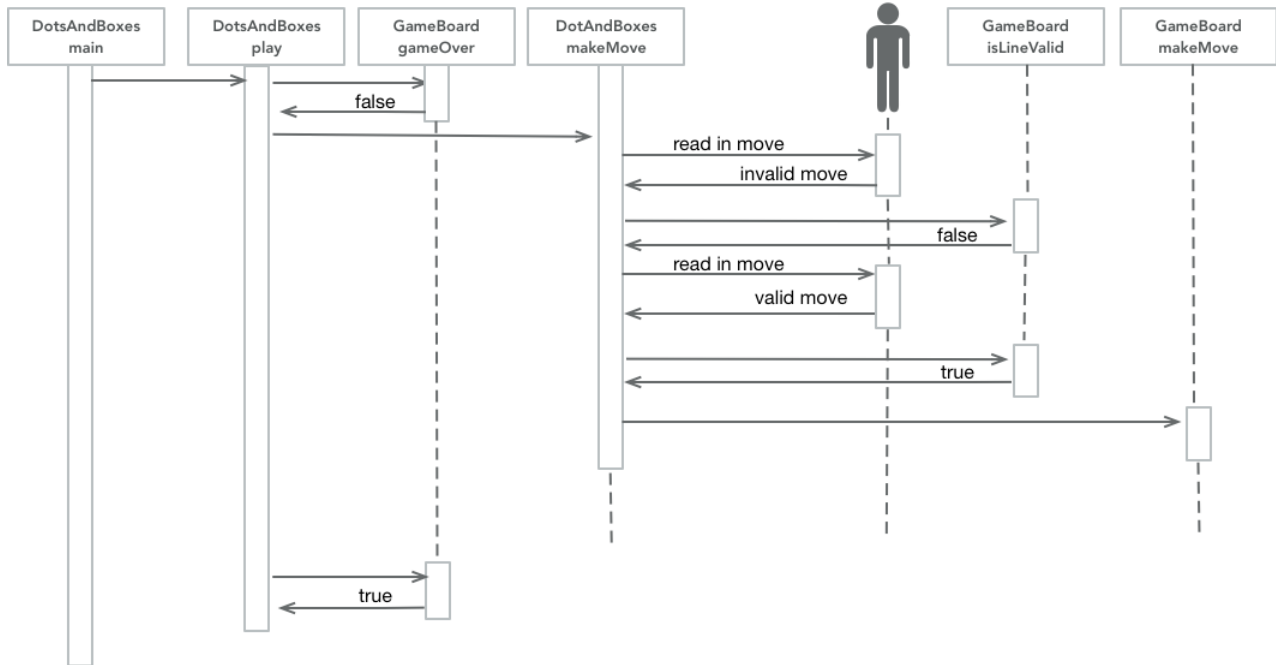 DotsAndBoxes
main
DotsAndBoxes
play
GameBoard
gameOver
DotAndBoxes
makeMove
GameBoard
isLineValid
GameBoard
makeMove
false
read in move
invalid move
false
read in move
valid move
true
true